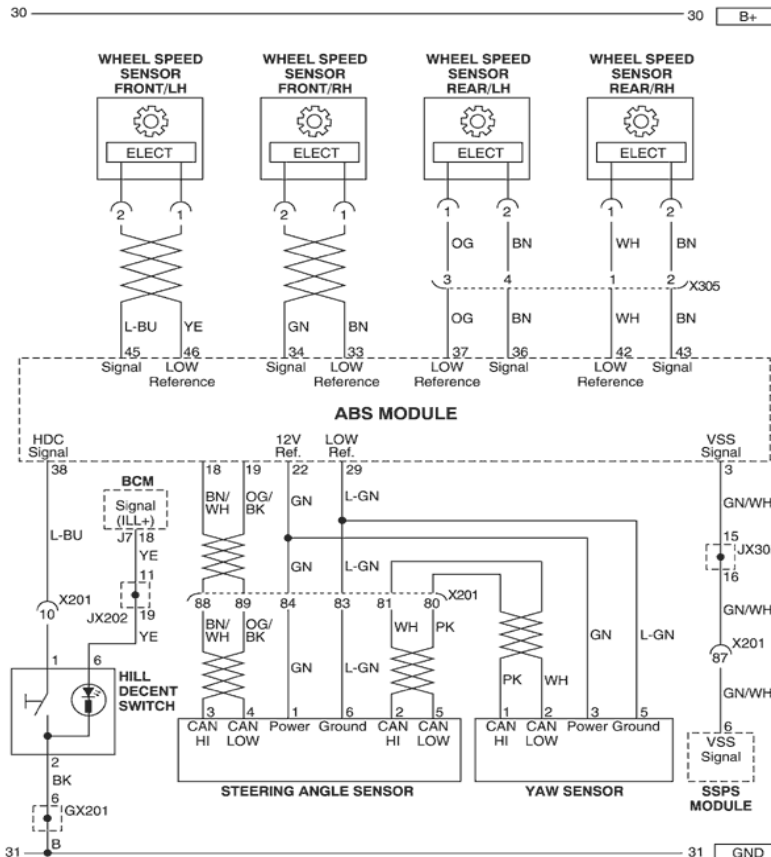 30 30 B+
WHEEL SPEED SENSOR FRONT/LH
WHEEL SPEED SENSOR FRONT/RH
WHEEL SPEED SENSOR REAR/LH
WHEEL SPEED SENSOR REAR/RH
ELECT ELECT ELECT ELECT
2 1 2 1 1 2 1 2
OG BN WH BN
3 4 1 2 X305
L-BU YE GN BN OG BN WH BN
45 46 34 33 37 36 42 43
Signal LOW Reference Signal LOW Reference LOW Reference Signal LOW Reference Signal
ABS MODULE
HDC Signal 12V Ref. LOW Ref. VSS Signal
38 18 19 22 29 3
BCM
Signal (ILL+)
J7 18
YE
L-BU
BN/WH OG/BK GN L-GN GN/WH
11
JX202
19
YE
X201
10
15
JX30
16
GN L-GN
88 89 84 83 81 80 X201
BN/WH OG/BK GN L-GN WH PK
PK WH GN L-GN
GN/WH
X201
87
GN/WH
1 6
HILL DECENT SWITCH
2
BK
6
GX201
B
3 4 1 6 2 5
CAN HI CAN LOW Power Ground CAN HI CAN LOW
STEERING ANGLE SENSOR
1 2 3 5
CAN HI CAN LOW Power Ground
YAW SENSOR
6
VSS Signal
SSPS MODULE
31 31 GND